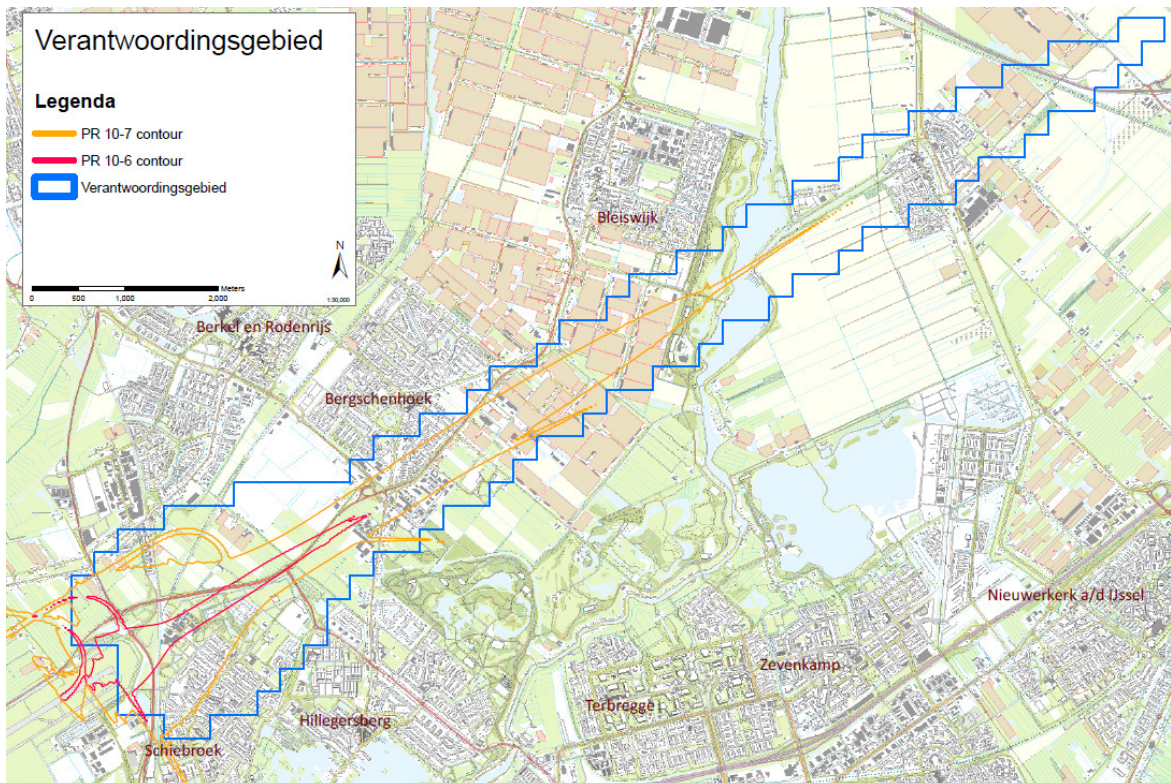 Verantwoordingsgebied
Legenda
PR 10-7 contour
PR 10-6 contour
Verantwoordingsgebied
N
Meters
0 500 1,000 2,000
1:30,000
Bleiswijk
Berkel en Rodenrijs
Bergschenhoek
Nieuwerkerk a/d IJssel
Zevenkamp
Terbregge
Hillegersberg
Schiebroek